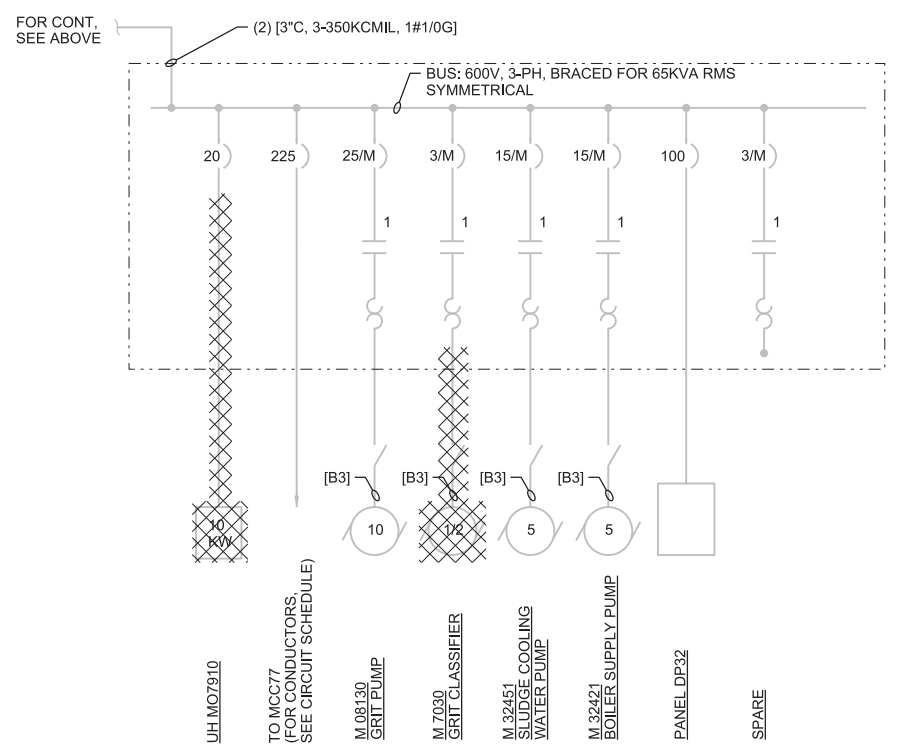 FOR CONT,
SEE ABOVE
(2) [3"C, 3-350KCMIL, 1#1/0G]
BUS: 600V, 3-PH, BRACED FOR 65KVA RMS
SYMMETRICAL
20
225
25/M
3/M
15/M
15/M
100
3/M
1
1
1
1
1
[B3]
[B3]
[B3]
[B3]
10
KW
10
1/2
5
5
UH MO7910
TO MCC77
(FOR CONDUCTORS,
SEE CIRCUIT SCHEDULE)
M 08130
GRIT PUMP
M 7030
GRIT CLASSIFIER
M 32451
SLUDGE COOLING
WATER PUMP
M 32421
BOILER SUPPLY PUMP
PANEL DP32
SPARE